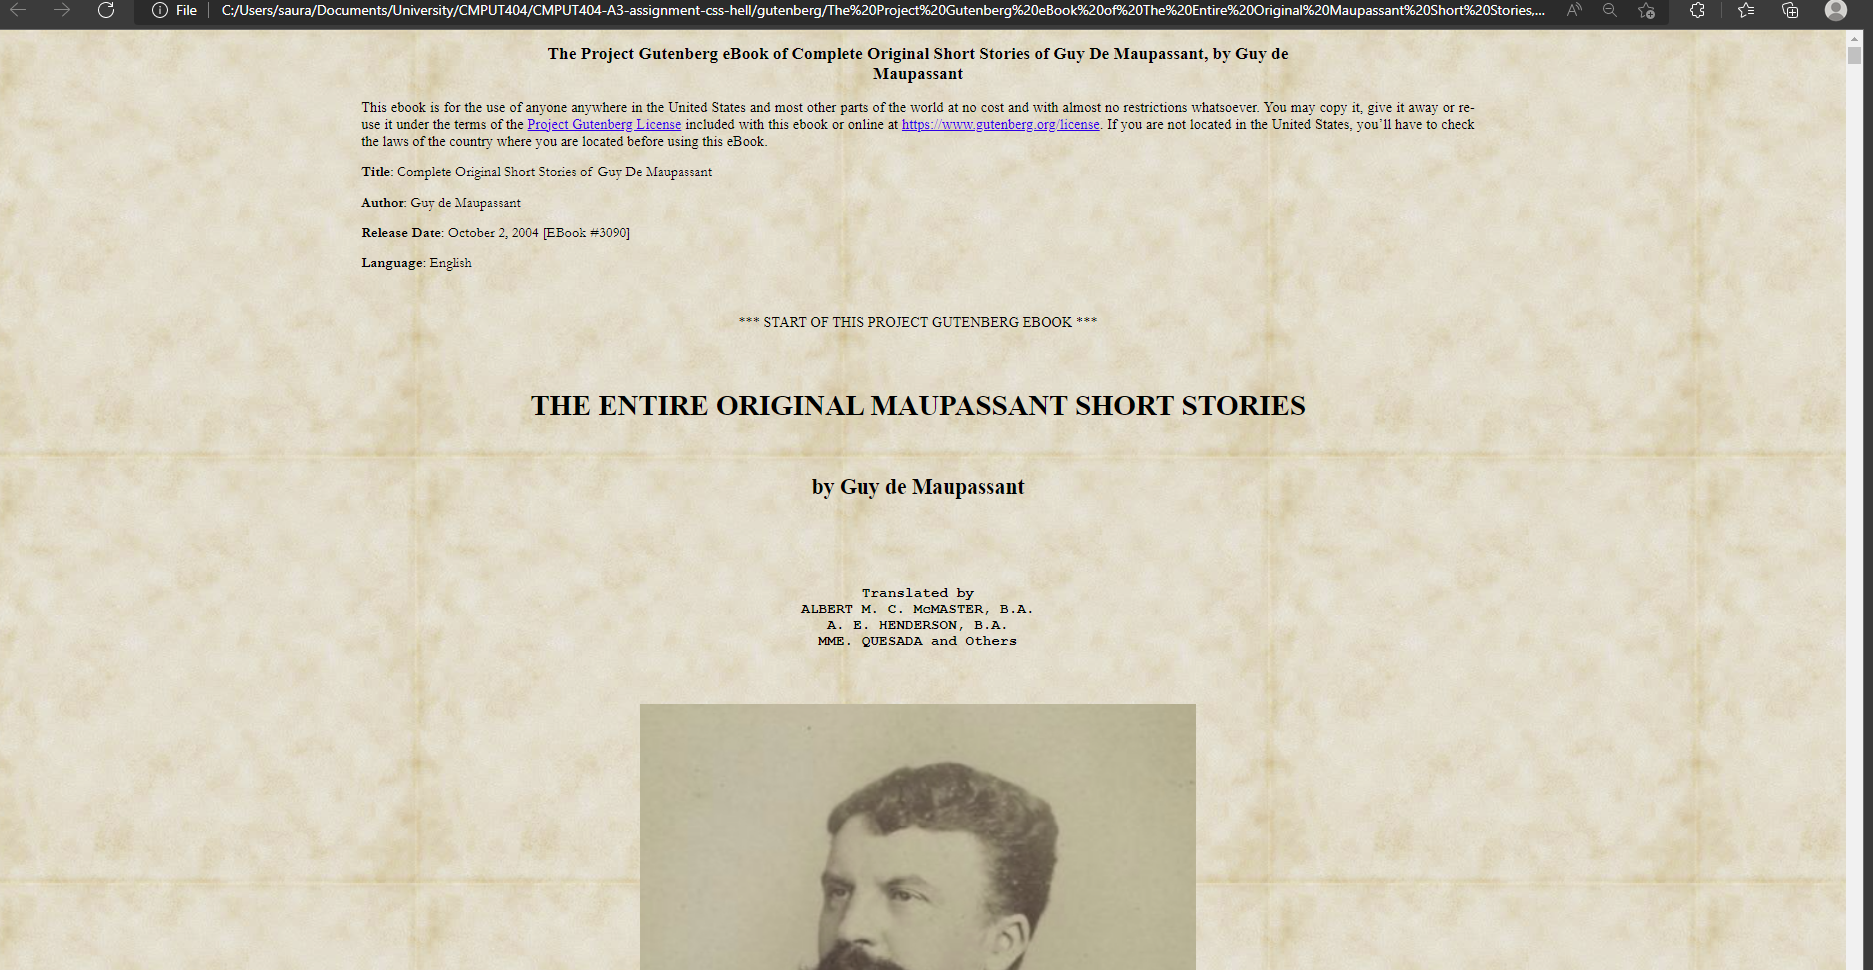 File
C:/Users/saura/Documents/University/CMPUT404/CMPUT404-A3-assignment-css-hell/gutenberg/The%20Project%20Gutenberg%20eBook%20of%20The%20Entire%20Original%20Maupassant%20Short%20Stories,...
The Project Gutenberg eBook of Complete Original Short Stories of Guy De Maupassant, by Guy de
Maupassant
This ebook is for the use of anyone anywhere in the United States and most other parts of the world at no cost and with almost no restrictions whatsoever. You may copy it, give it away or re-
use it under the terms of the Project Gutenberg License included with this ebook or online at https://www.gutenberg.org/license. If you are not located in the United States, you’ll have to check
the laws of the country where you are located before using this eBook.
Title: Complete Original Short Stories of Guy De Maupassant
Author: Guy de Maupassant
Release Date: October 2, 2004 [EBook #3090]
Language: English
*** START OF THIS PROJECT GUTENBERG EBOOK ***
THE ENTIRE ORIGINAL MAUPASSANT SHORT STORIES
by Guy de Maupassant
Translated by
ALBERT M. C. McMASTER, B.A.
A. E. HENDERSON, B.A.
MME. QUESADA and Others